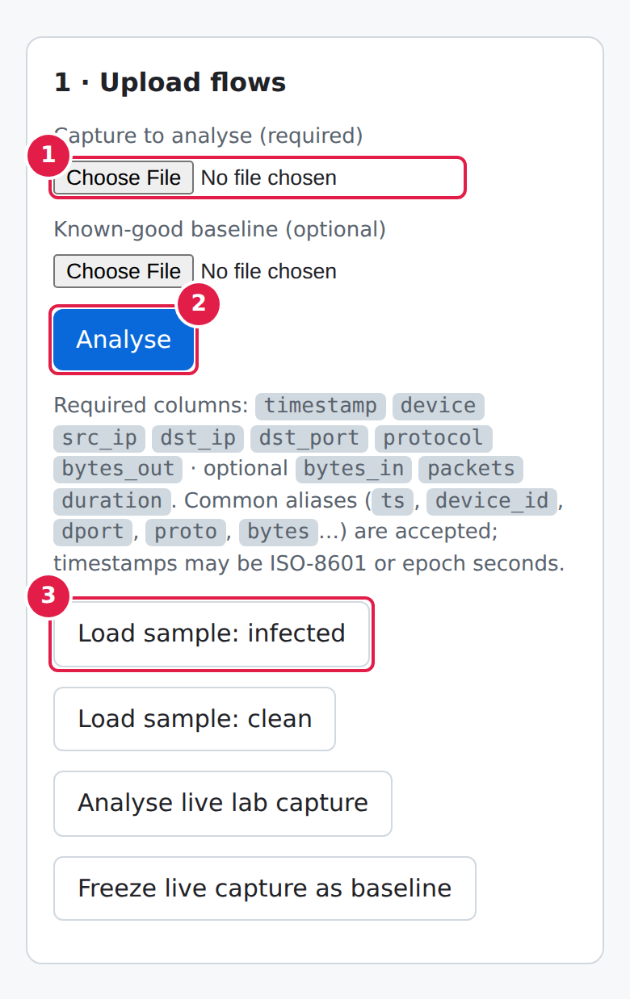 1 · Upload flows
Capture to analyse (required)
1
Choose File No file chosen
Known-good baseline (optional)
Choose File No file chosen
2
Analyse
Required columns: timestamp device
src_ip dst_ip dst_port protocol
bytes_out · optional bytes_in packets
duration. Common aliases (ts, device_id,
dport, proto, bytes…) are accepted;
timestamps may be ISO-8601 or epoch seconds.
3
Load sample: infected
Load sample: clean
Analyse live lab capture
Freeze live capture as baseline